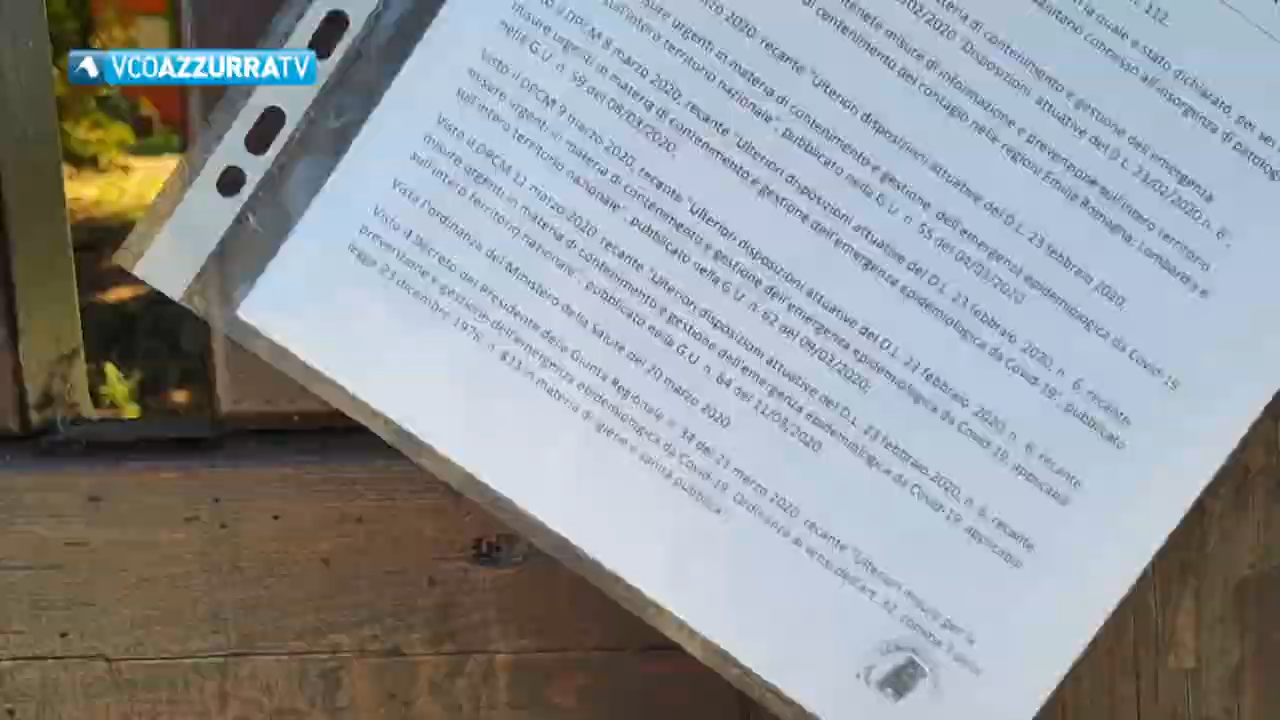 VCOAZZURRATV
la quale è stato dichiarato, per sei
sanitario connesso all'insorgenza di patologi
n. 112.
materia di contenimento e gestione dell'emergenza
/02/2020 "Disposizioni attuative del D.L. 23/02/2020 n. 6,
misure di informazione e prevenzione sull'intero territorio
di contenimento del contagio nelle regioni Emilia Romagna, Lombardia e
2020, recante "Ulteriori disposizioni attuative del D.L. 23 febbraio 2020,
urgenti in materia di contenimento e gestione dell'emergenza epidemiologica da Covid-19
sull'intero territorio nazionale", pubblicato nella G.U. n. 55 del 04/03/2020
DPCM 8 marzo 2020, recante "Ulteriori disposizioni attuative del D.L. 23 febbraio 2020, n. 6, recante
misure urgenti in materia di contenimento e gestione dell'emergenza epidemiologica da Covid-19", pubblicato
nella G.U. n. 59 del 08/03/2020;
Visto il DPCM 9 marzo 2020, recante "Ulteriori disposizioni attuative del D.L. 23 febbraio 2020, n. 6, recante
misure urgenti in materia di contenimento e gestione dell'emergenza epidemiologica da Covid-19, applicabili
sull'intero territorio nazionale", pubblicato nella G.U. n. 62 del 09/03/2020;
Visto il DPCM 11 marzo 2020, recante "Ulteriori disposizioni attuative del D.L. 23 febbraio 2020, n. 6, recante
misure urgenti in materia di contenimento e gestione dell'emergenza epidemiologica da Covid-19, applicabili
sull'intero territorio nazionale", pubblicato nella G.U. n. 64 del 11/03/2020
Vista l'ordinanza del Ministero della Salute del 20 marzo 2020
Visto il Decreto del Presidente della Giunta Regionale n. 34 del 21 marzo 2020, recante "Ulteriori misure per la
prevenzione e gestione dell'emergenza epidemiologica da Covid-19. Ordinanza ai sensi dell'art. 32, comma 3 della
legge 23 dicembre 1978, n. 833 in materia di igiene e sanità pubblica";